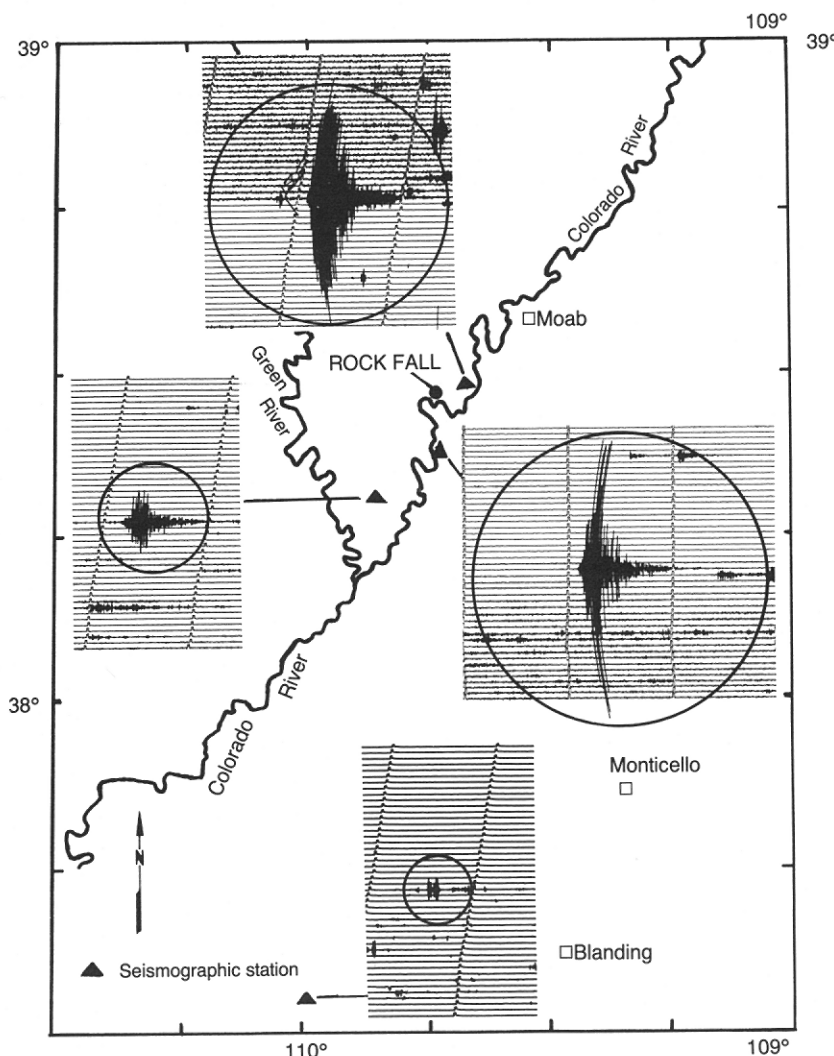 109°
39°
39°
River
Colorado
Moab
Green
River
ROCK FALL
38°
River
Colorado
Monticello
N
Blanding
Seismographic station
110°
109°